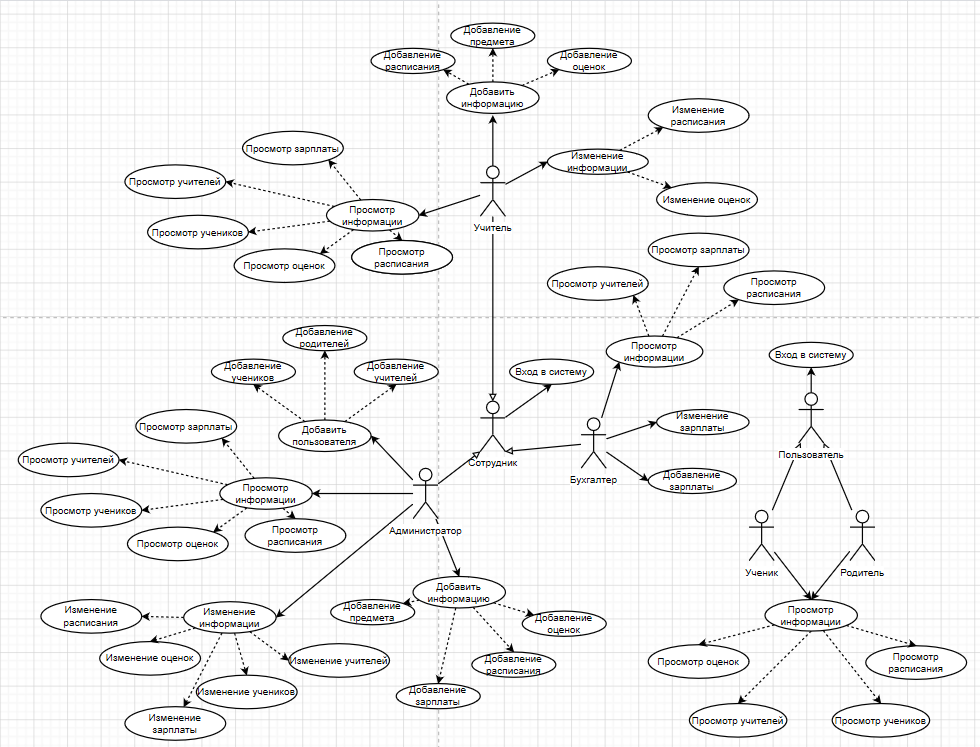 Добавление
предмета
Добавление
расписания
Добавление
оценок
Добавить
информацию
Изменение
расписания
Просмотр зарплаты
Изменение
информации
Просмотр учителей
Изменение оценок
Просмотр
информации
Учитель
Просмотр учеников
Просмотр
расписания
Просмотр оценок
Просмотр зарплаты
Просмотр учителей
Просмотр
расписания
Добавление
родителей
Просмотр
информации
Вход в систему
Добавление
учеников
Добавление
учителей
Вход в систему
Просмотр зарплаты
Добавить
пользователя
Изменение
зарплаты
Просмотр учителей
Сотрудник
Пользователь
Бухгалтер
Добавление
зарплаты
Просмотр
информации
Просмотр учеников
Администратор
Просмотр
расписания
Просмотр оценок
Ученик
Родитель
Добавить
информацию
Изменение
расписания
Изменение
информации
Добавление
предмета
Добавление
оценок
Просмотр
информации
Изменение оценок
Изменение учителей
Добавление
расписания
Просмотр оценок
Просмотр
расписания
Изменение учеников
Добавление
зарплаты
Изменение
зарплаты
Просмотр учителей
Просмотр учеников